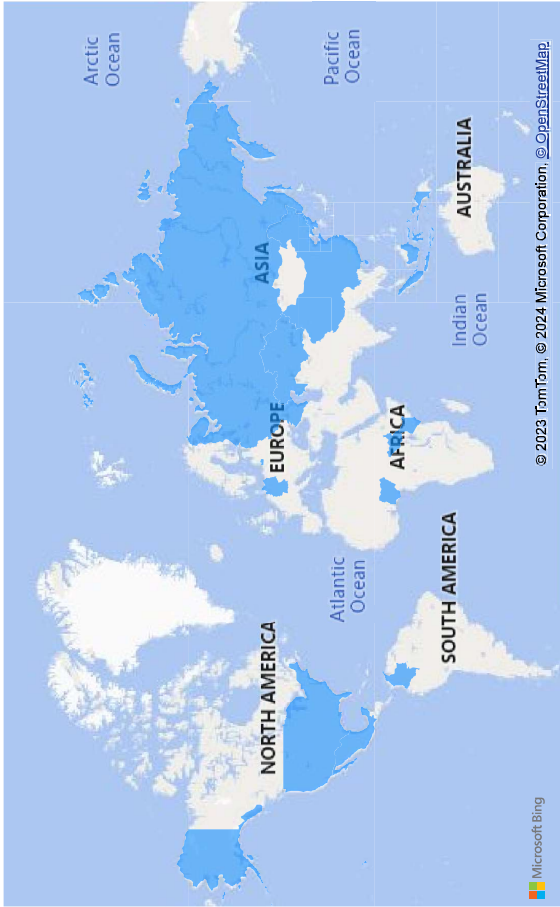 Arctic
Ocean
Pacific
Ocean
ASIA
AUSTRALIA
EUROPE
AFRICA
Indian
Ocean
NORTH AMERICA
Atlantic
Ocean
SOUTH AMERICA
Microsoft Bing
© 2023 TomTom, © 2024 Microsoft Corporation, © OpenStreetMap